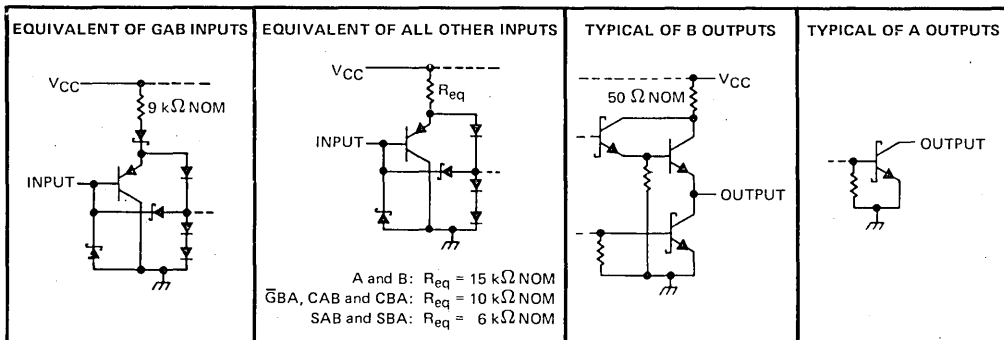 EQUIVALENT OF GAB INPUTS
VCC
9 kΩ NOM
INPUT
EQUIVALENT OF ALL OTHER INPUTS
VCC
Req
INPUT
A and B: Req = 15 kΩ NOM
G̅BA, CAB and CBA: Req = 10 kΩ NOM
SAB and SBA: Req = 6 kΩ NOM
TYPICAL OF B OUTPUTS
VCC
50 Ω NOM
OUTPUT
TYPICAL OF A OUTPUTS
OUTPUT